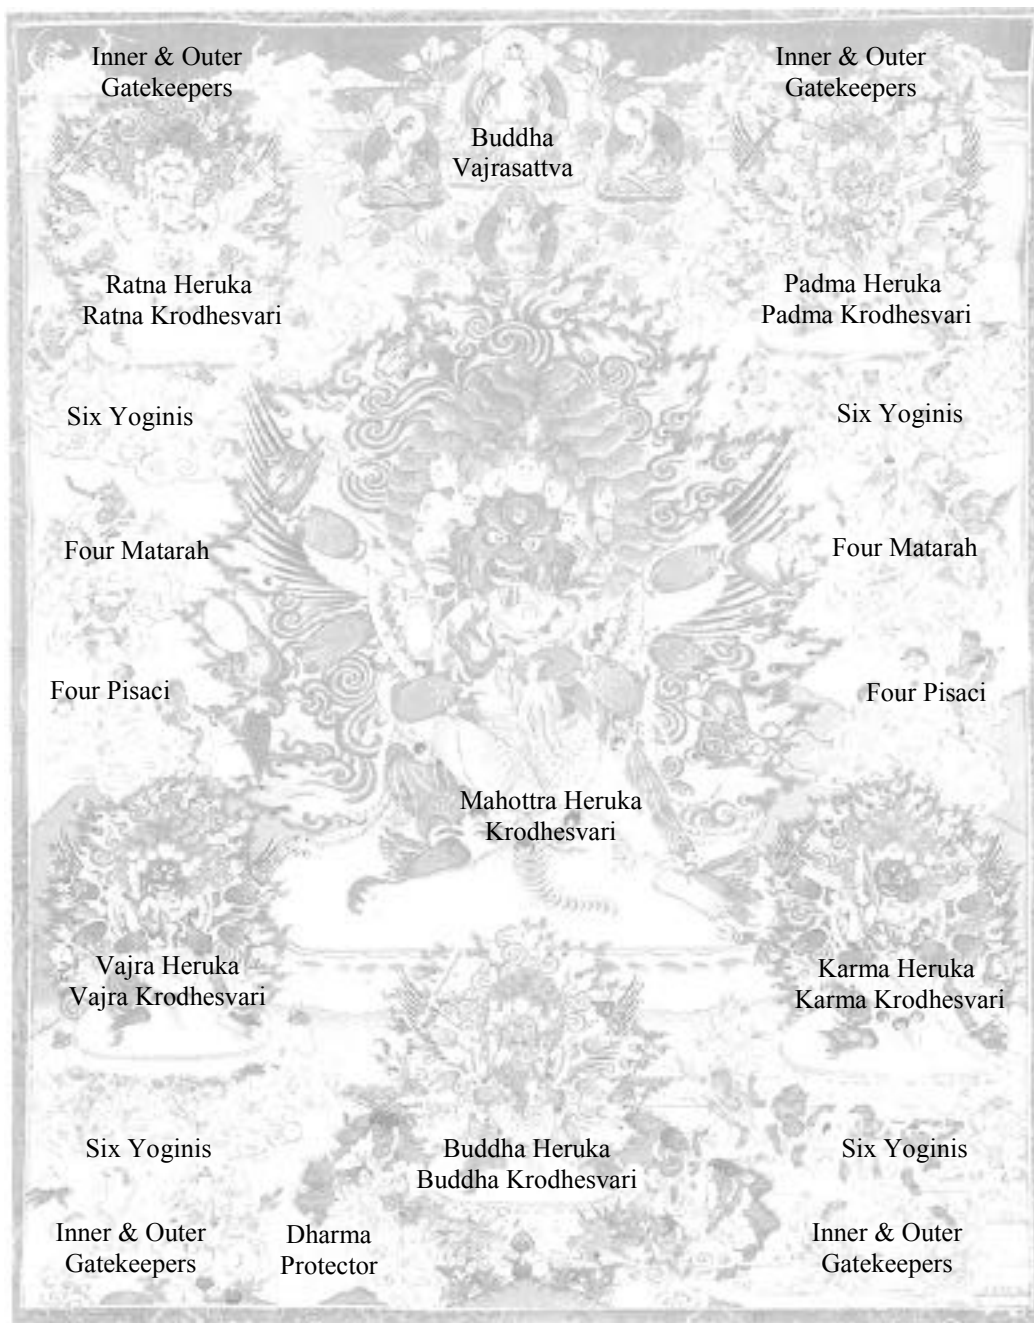 Inner & Outer
Gatekeepers
Inner & Outer
Gatekeepers
Buddha
Vajrasattva
Ratna Heruka
Ratna Krodhesvari
Padma Heruka
Padma Krodhesvari
Six Yoginis
Six Yoginis
Four Matarah
Four Matarah
Four Pisaci
Four Pisaci
Mahottra Heruka
Krodhesvari
Vajra Heruka
Vajra Krodhesvari
Karma Heruka
Karma Krodhesvari
Six Yoginis
Buddha Heruka
Buddha Krodhesvari
Six Yoginis
Inner & Outer
Gatekeepers
Dharma
Protector
Inner & Outer
Gatekeepers